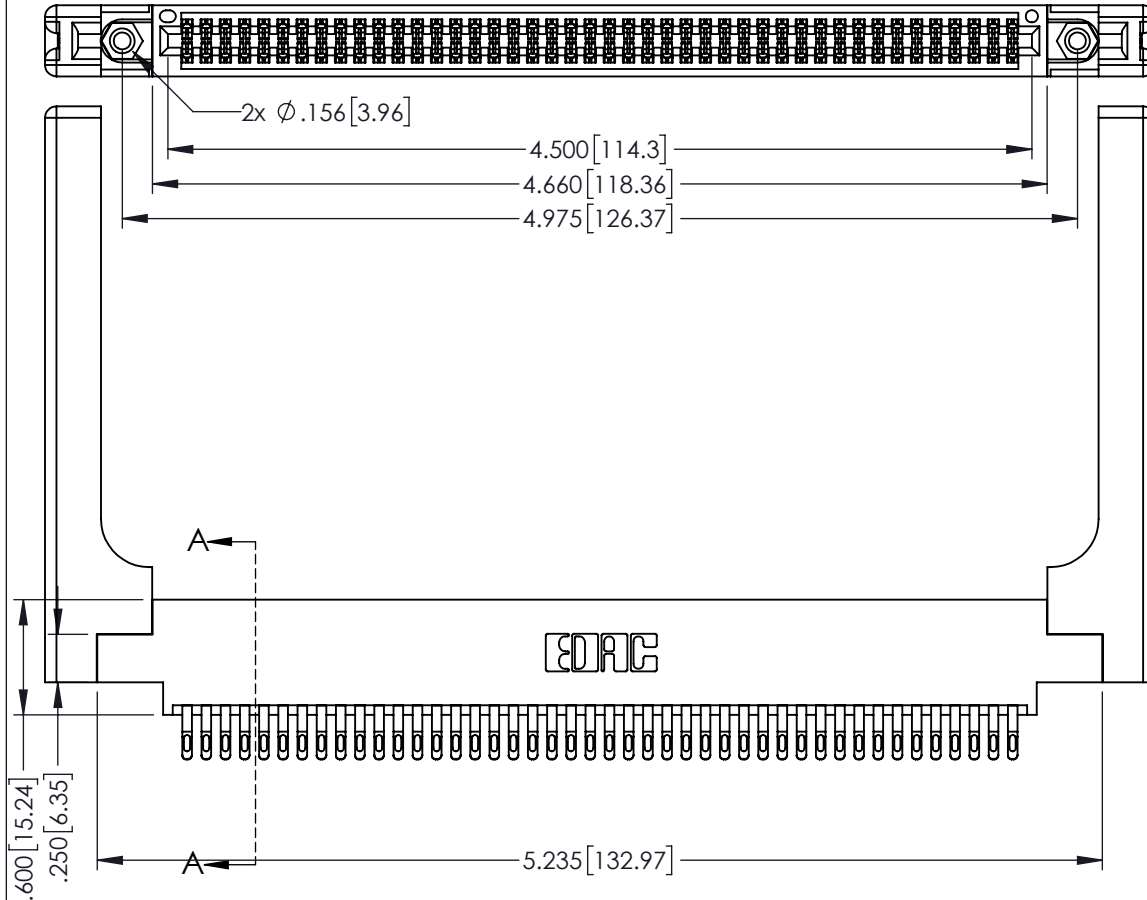 2x Ø .156[3.96]
4.500[114.3]
4.660[118.36]
4.975[126.37]
A
EDAC
.600[15.24]
.250[6.35]
A
5.235[132.97]